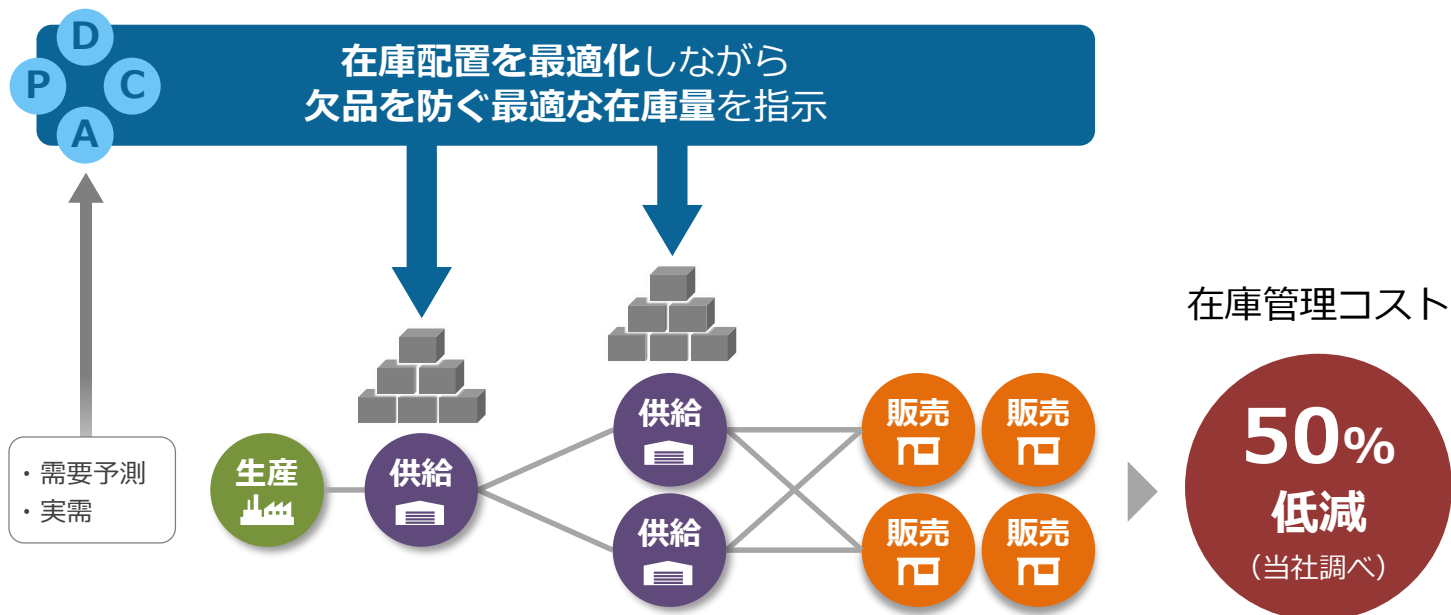 D
P
C
A
在庫配置を最適化しながら
欠品を防ぐ最適な在庫量を指示
・需要予測
・実需
生産
供給
供給
供給
販売
販売
販売
販売
在庫管理コスト
50%
低減
（当社調べ）